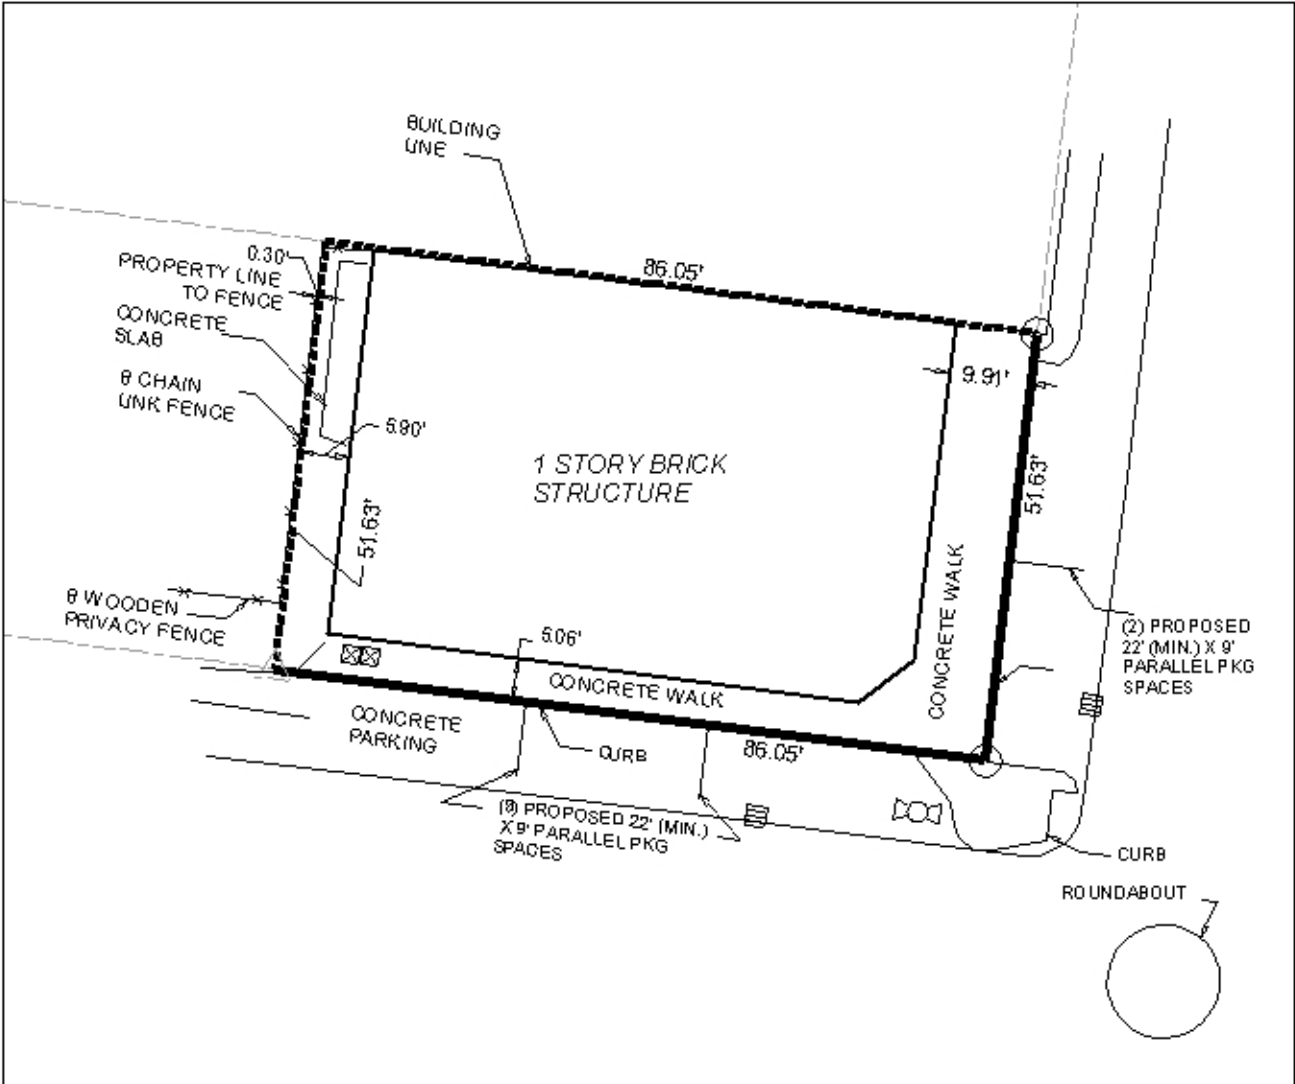 BUILDING
LINE
86.05'
0.30'
PROPERTY LINE
TO FENCE
CONCRETE
SLAB
8 CHAIN
LINK FENCE
9.91'
5.90'
1 STORY BRICK
STRUCTURE
51.63'
51.63'
8 WOODEN
PRIVACY FENCE
5.06'
CONCRETE WALK
CONCRETE WALK
(2) PROPOSED
22' (MIN.) X 9'
PARALLEL PKG
SPACES
CONCRETE
PARKING
CURB
86.05'
PROPOSED 22' (MIN.)
X 9' PARALLEL PKG
SPACES
CURB
ROUNDABOUT